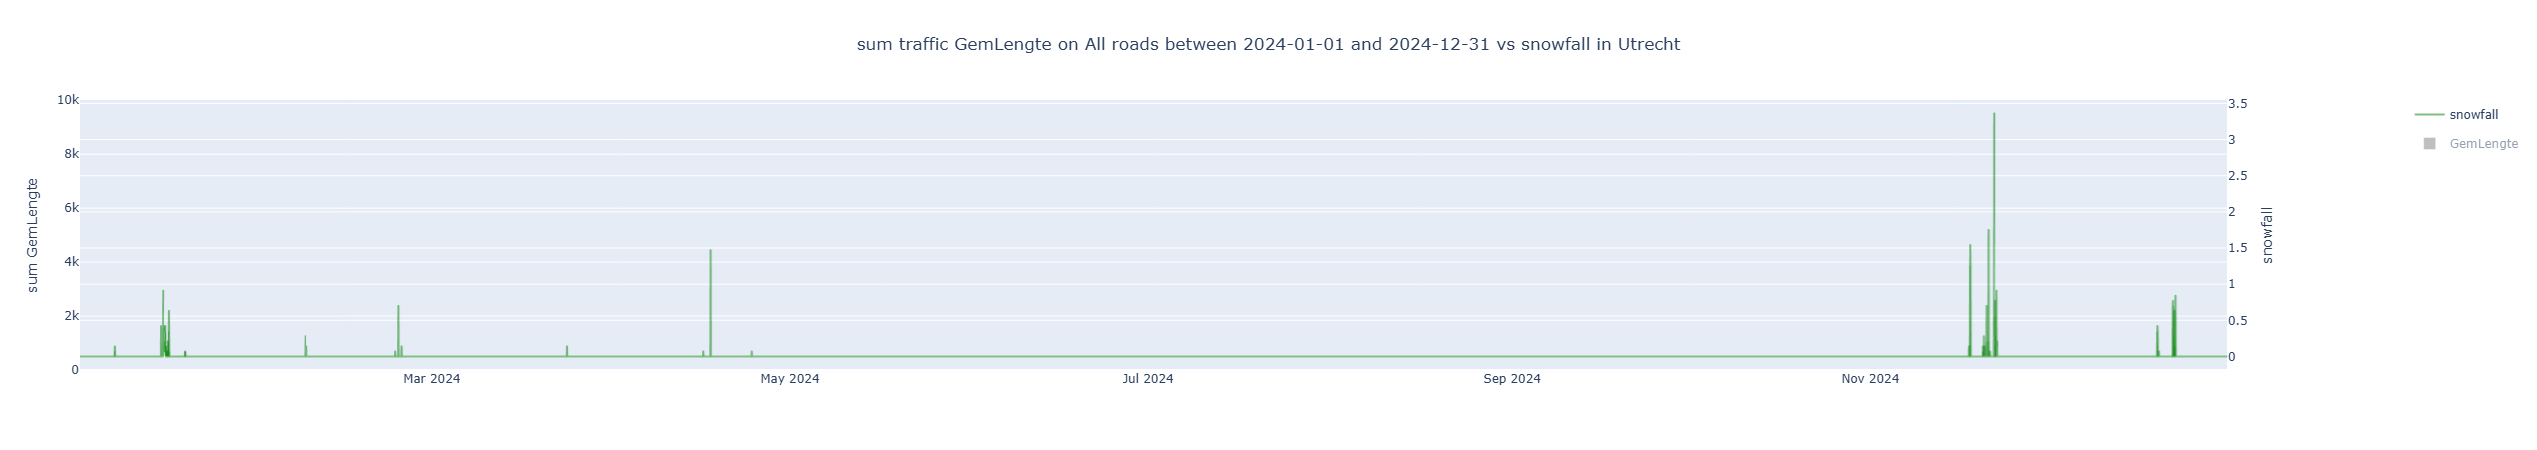 sum traffic GemLengte on All roads between 2024-01-01 and 2024-12-31 vs snowfall in Utrecht
10k
8k
6k
4k
2k
0
sum GemLengte
Mar 2024
May 2024
Jul 2024
Sep 2024
Nov 2024
3.5
3
2.5
2
1.5
1
0.5
0
snowfall
snowfall
GemLengte